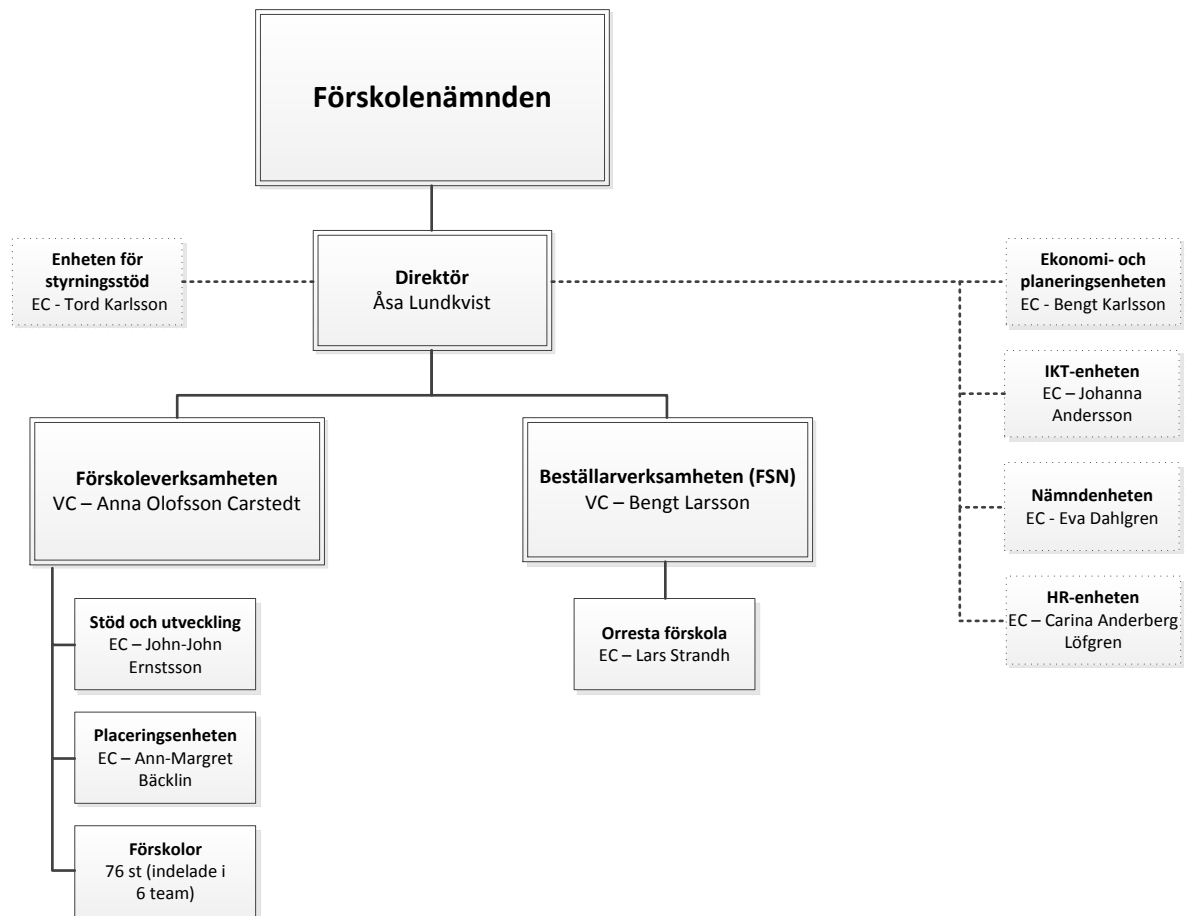 Förskolenämnden
Enheten för
styrningsstöd
EC - Tord Karlsson
Direktör
Åsa Lundkvist
Ekonomi- och
planeringsenheten
EC - Bengt Karlsson
IKT-enheten
EC – Johanna
Andersson
Nämndenheten
EC - Eva Dahlgren
HR-enheten
EC – Carina Anderberg
Löfgren
Förskoleverksamheten
VC – Anna Olofsson Carstedt
Beställarverksamheten (FSN)
VC – Bengt Larsson
Stöd och utveckling
EC – John-John
Ernstsson
Placeringsenheten
EC – Ann-Margret
Bäcklin
Förskolor
76 st (indelade i
6 team)
Orresta förskola
EC – Lars Strandh